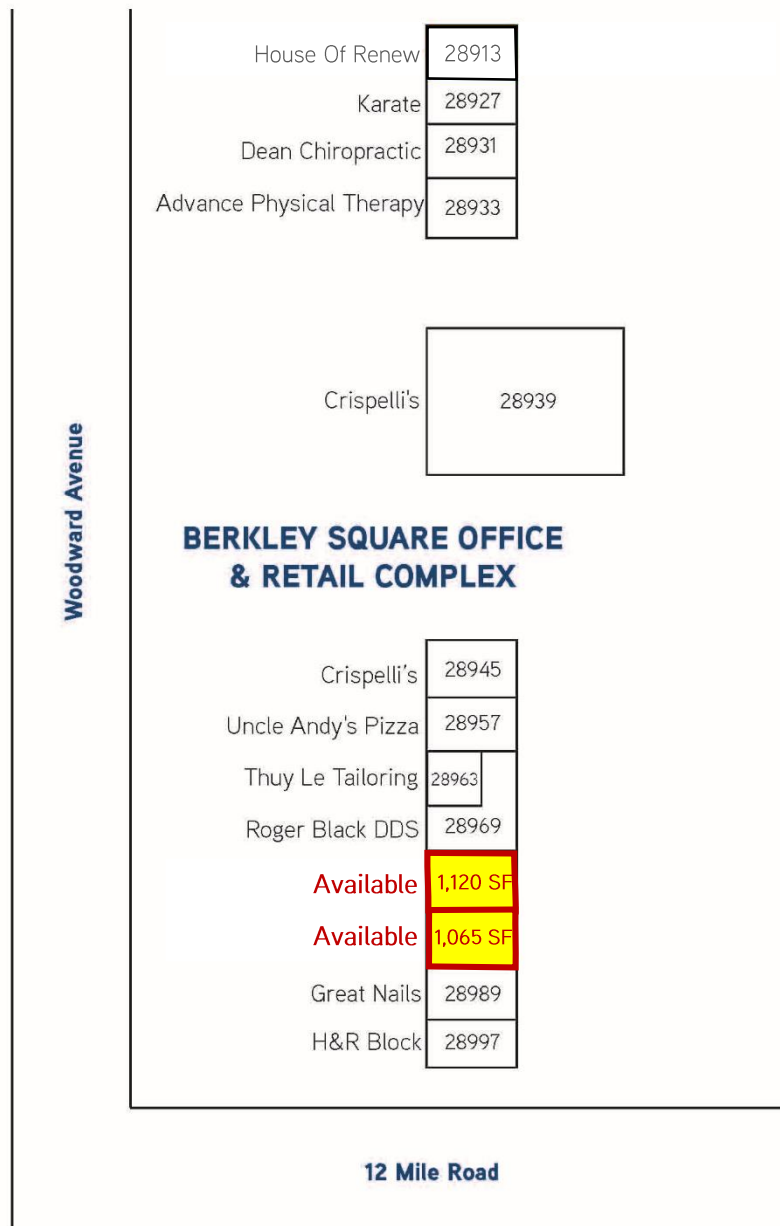 House Of Renew 28913
Karate 28927
Dean Chiropractic 28931
Advance Physical Therapy 28933
Crispelli's 28939
Woodward Avenue
BERKLEY SQUARE OFFICE
& RETAIL COMPLEX
Crispelli's 28945
Uncle Andy's Pizza 28957
Thuy Le Tailoring 28963
Roger Black DDS 28969
Available 1,120 SF
Available 1,065 SF
Great Nails 28989
H&R Block 28997
12 Mile Road